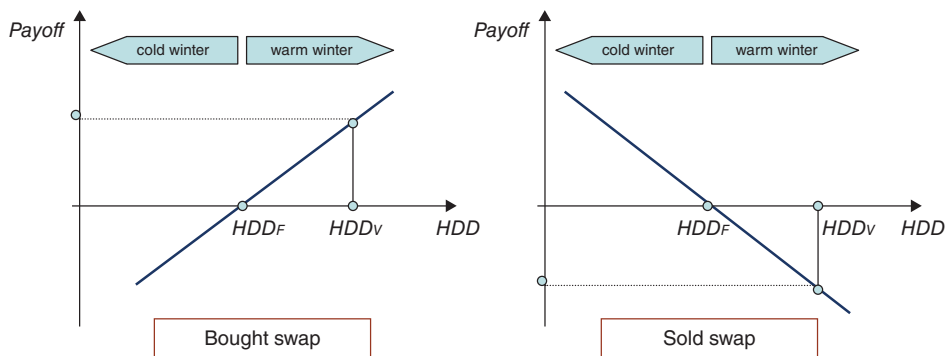 Payoff
cold winter
warm winter
HDDF
HDDV
HDD
Bought swap
Payoff
cold winter
warm winter
HDDF
HDDV
HDD
Sold swap